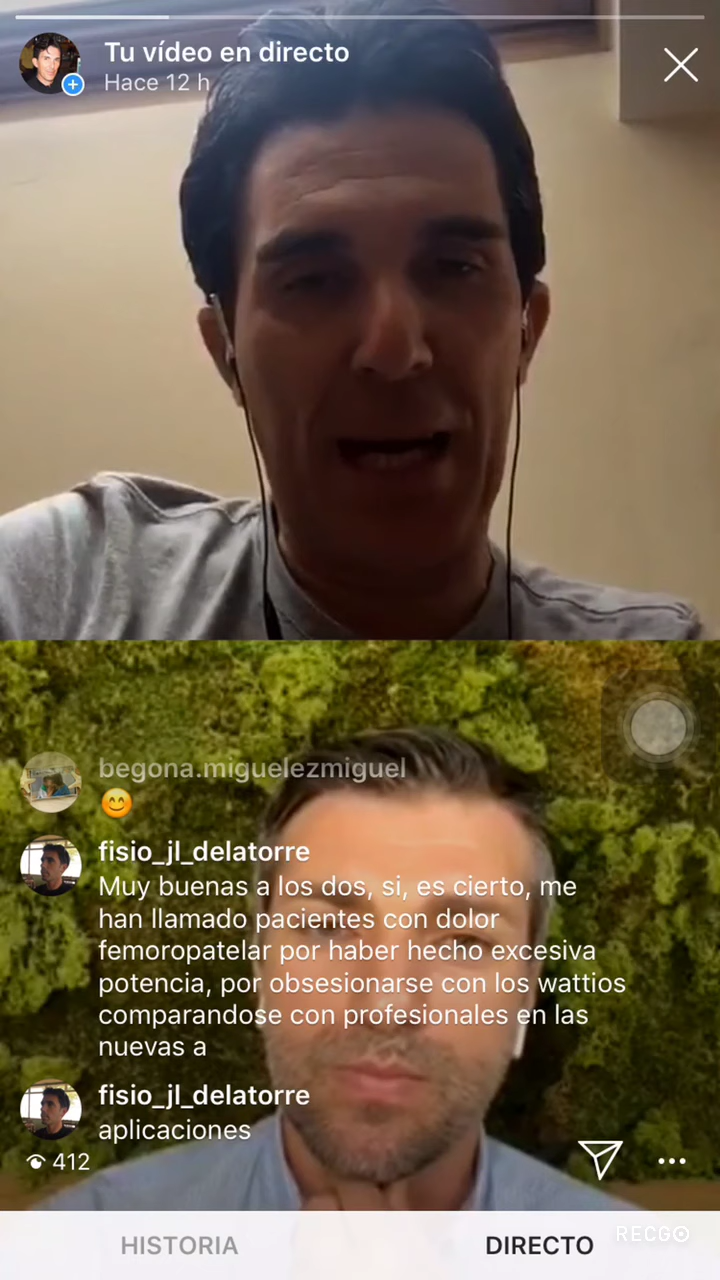 Tu vídeo en directo
Hace 12 h
begona.miguelezmiguel
😊
fisio_jl_delatorre
Muy buenas a los dos, si, es cierto, me
han llamado pacientes con dolor
femoropatelar por haber hecho excesiva
potencia, por obsesionarse con los wattios
comparandose con profesionales en las
nuevas a
fisio_jl_delatorre
aplicaciones
412
HISTORIA
DIRECTO
RECGO